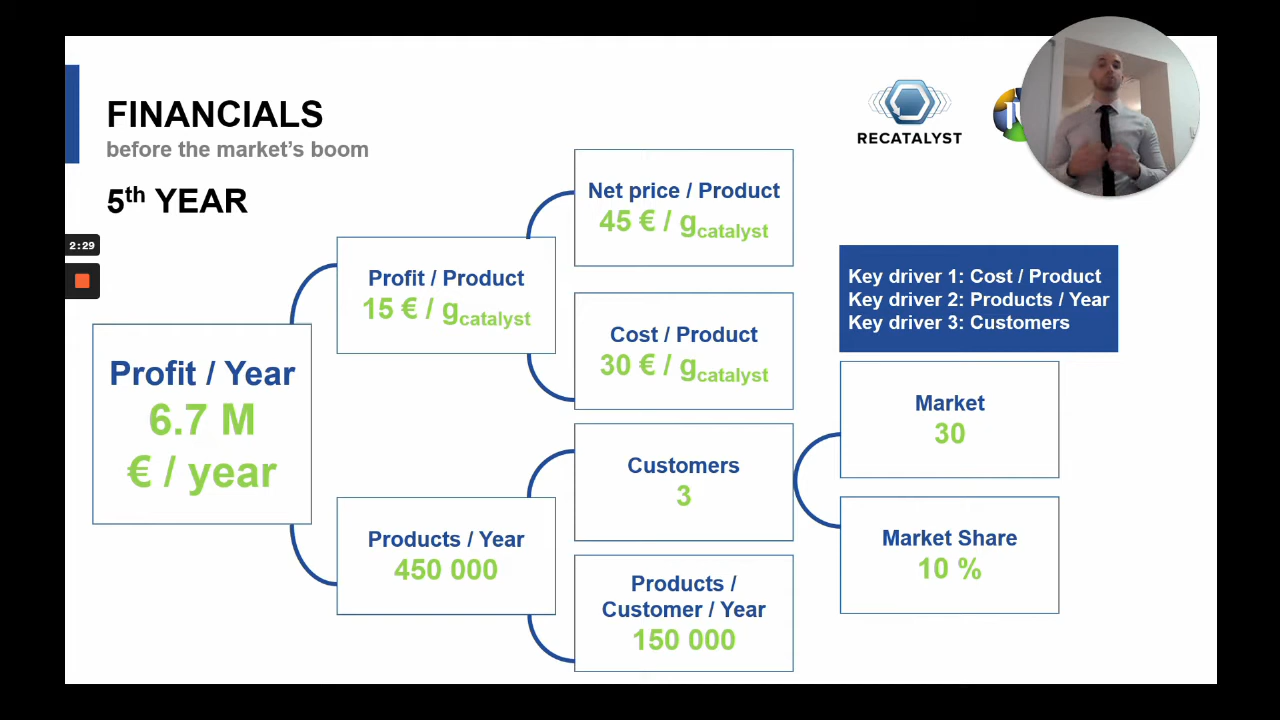 FINANCIALS
before the market's boom
5th YEAR
RECATALYST
2:29
Profit / Year
6.7 M
€ / year
Profit / Product
15 € / gcatalyst
Products / Year
450 000
Net price / Product
45 € / gcatalyst
Cost / Product
30 € / gcatalyst
Customers
3
Products /
Customer / Year
150 000
Key driver 1: Cost / Product
Key driver 2: Products / Year
Key driver 3: Customers
Market
30
Market Share
10 %